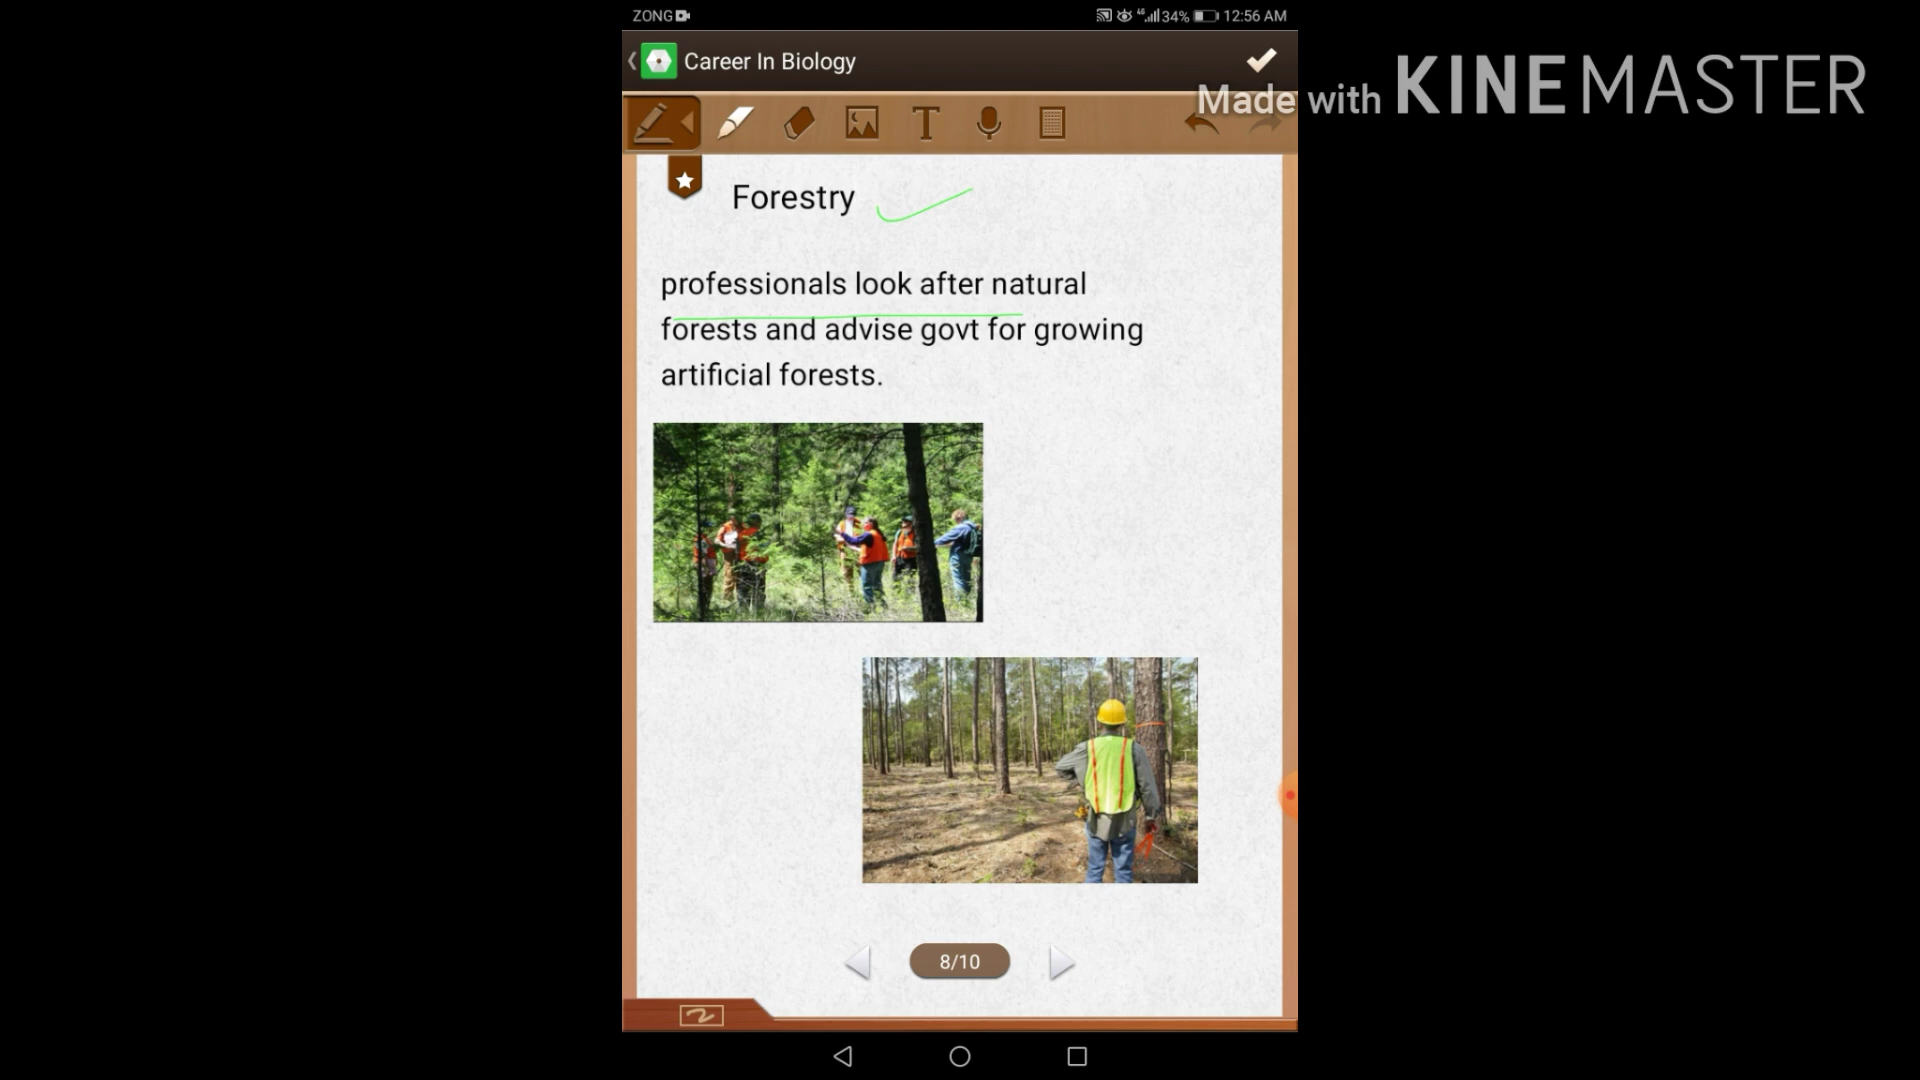 ZONG
4G 34% 12:56 AM
Career In Biology
Made with KINEMASTER
T
Forestry
professionals look after natural
forests and advise govt for growing
artificial forests.
8/10